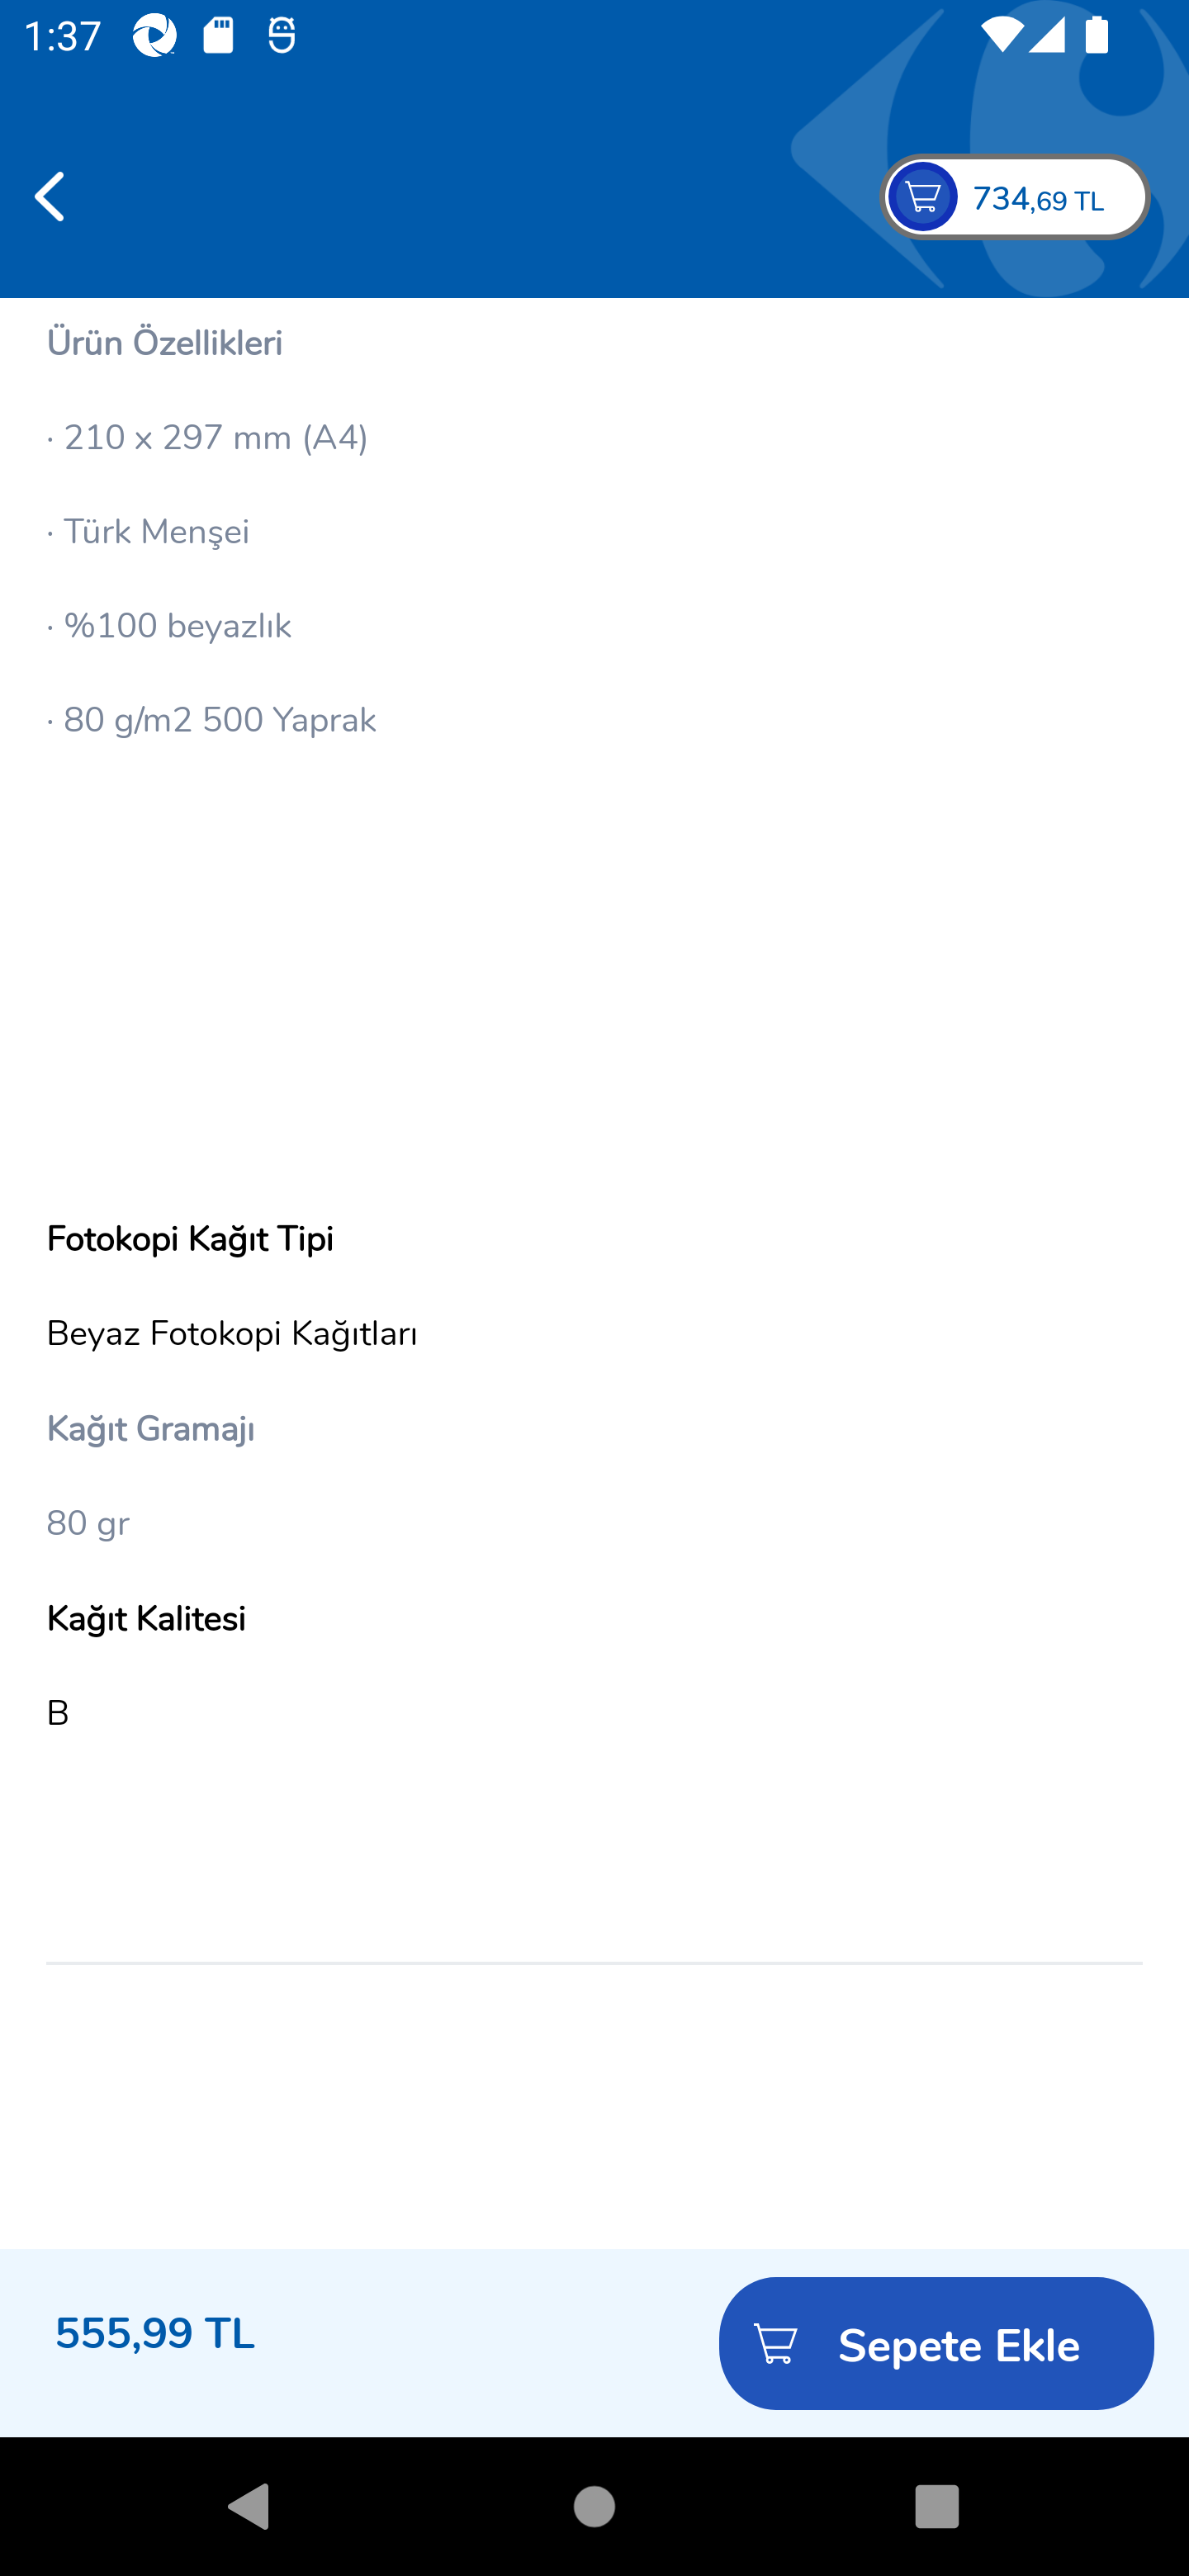 1:37
734,69 TL
Ürün Özellikleri
· 210 x 297 mm (A4)
· Türk Menşei
· %100 beyazlık
· 80 g/m2 500 Yaprak
Fotokopi Kağıt Tipi
Beyaz Fotokopi Kağıtları
Kağıt Gramajı
80 gr
Kağıt Kalitesi
B
555,99 TL
Sepete Ekle